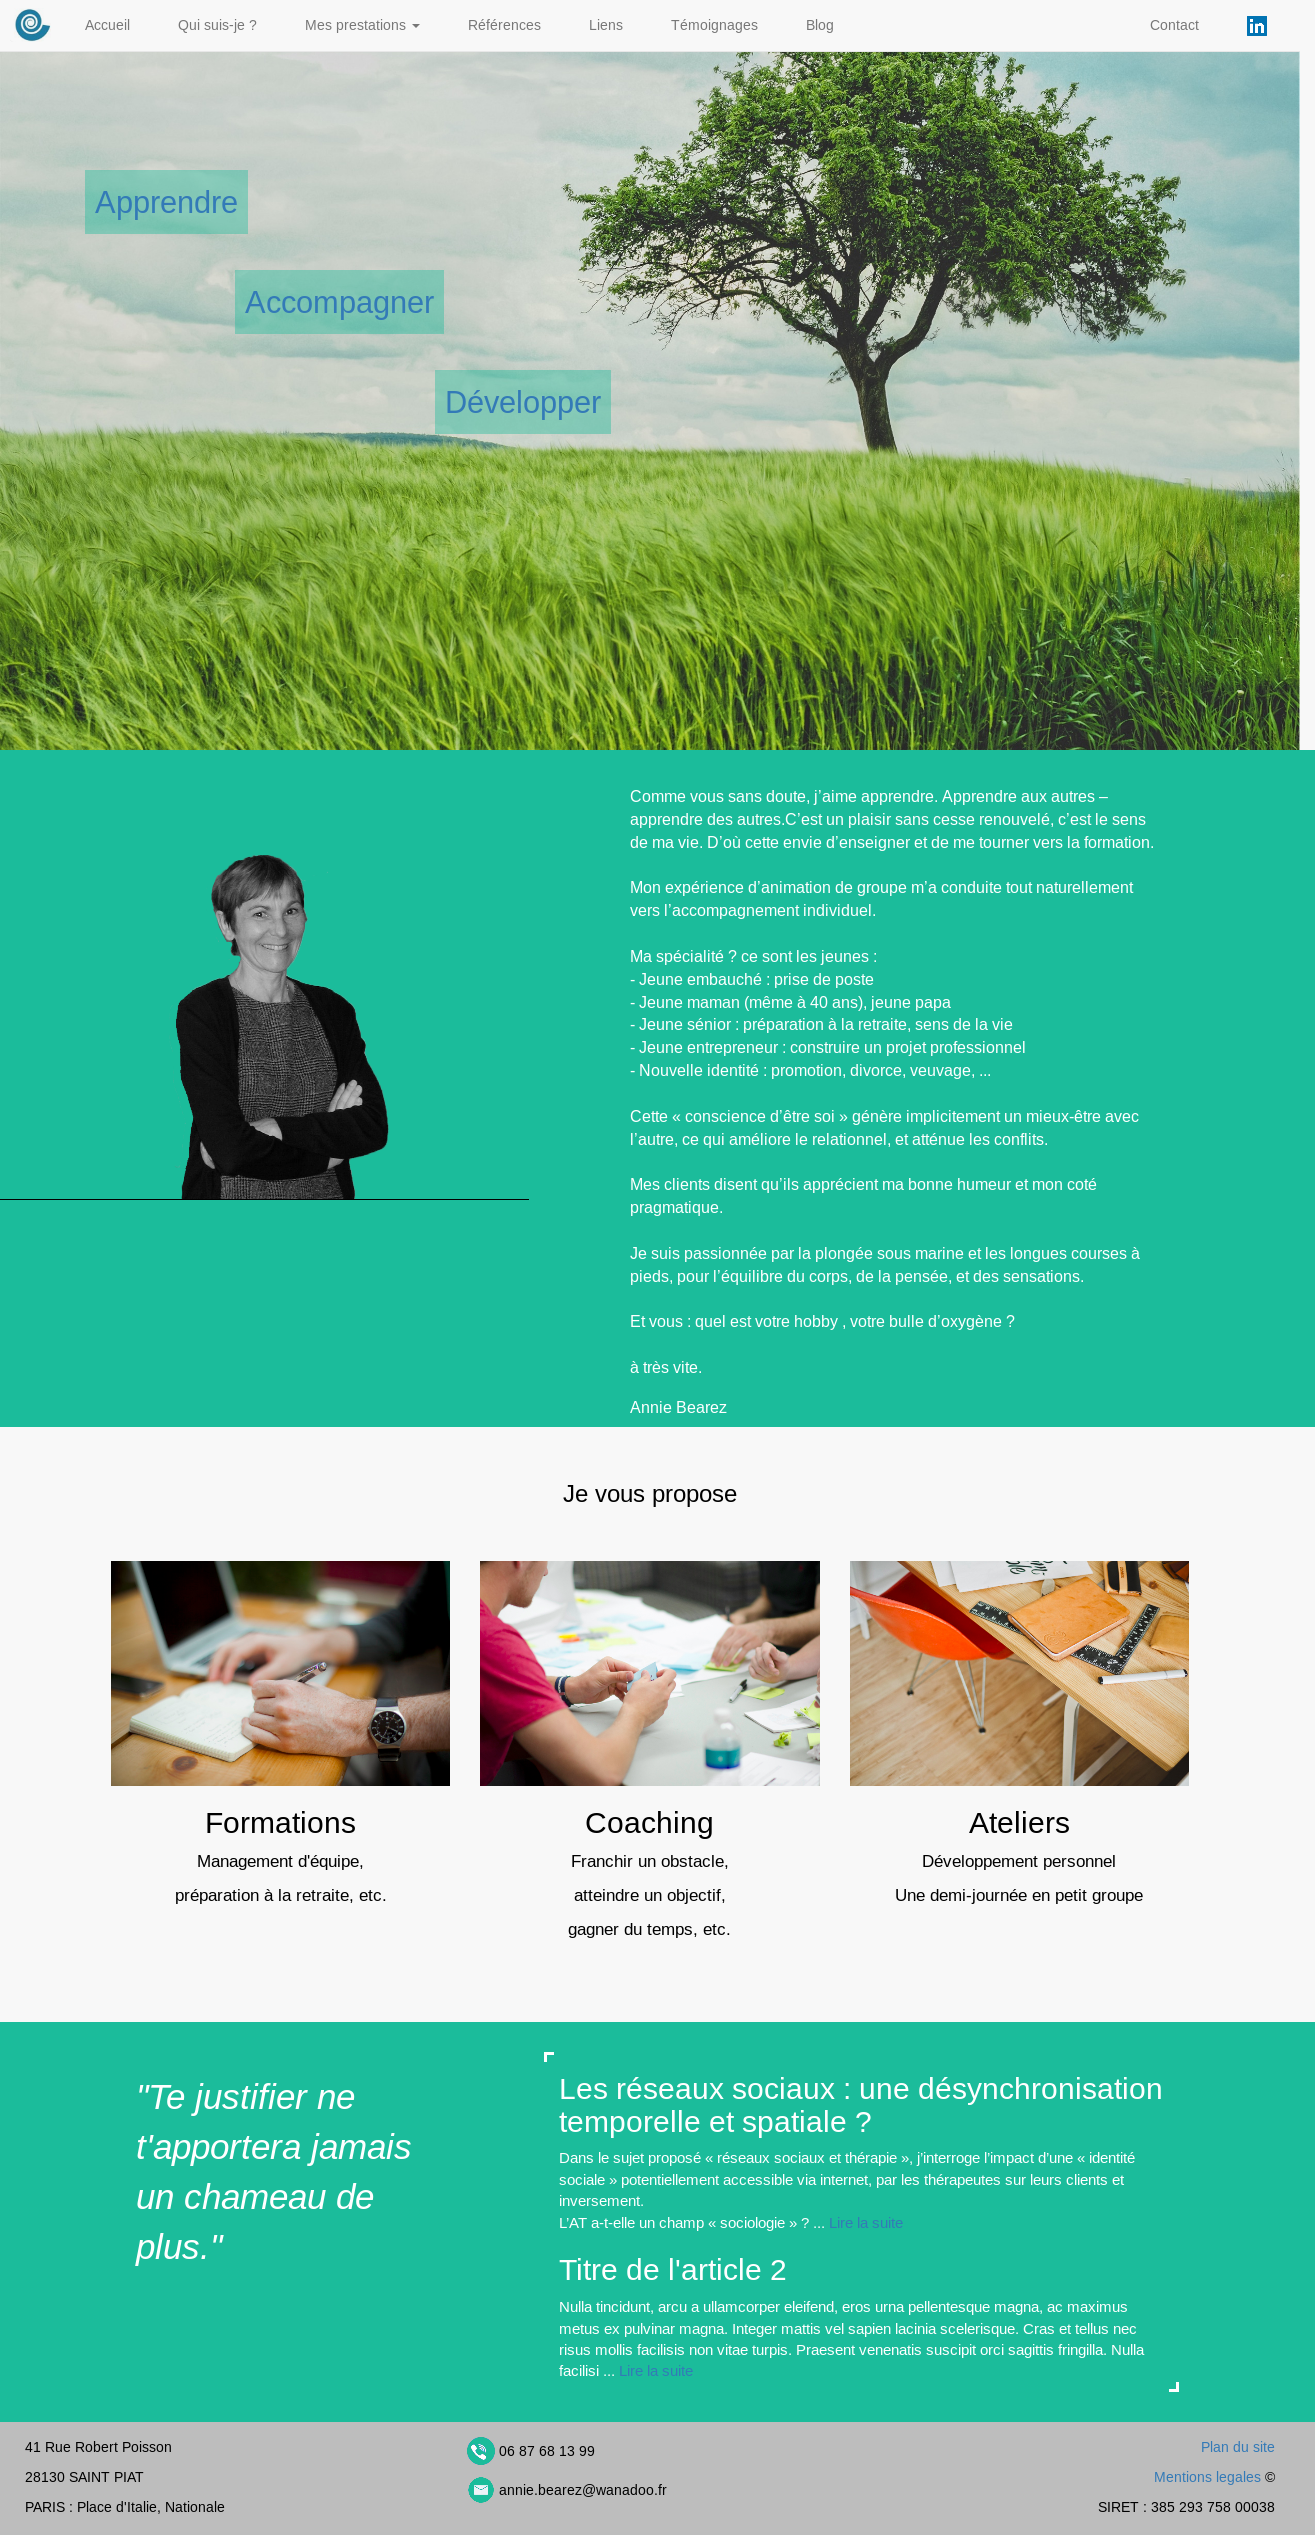 Accueil
Qui suis-je ?
Mes prestations
Références
Liens
Témoignages
Blog
Contact
in
Apprendre
Accompagner
Développer
Comme vous sans doute, j’aime apprendre. Apprendre aux autres –
apprendre des autres.C’est un plaisir sans cesse renouvelé, c’est le sens
de ma vie. D’où cette envie d’enseigner et de me tourner vers la formation.
Mon expérience d’animation de groupe m’a conduite tout naturellement
vers l’accompagnement individuel.
Ma spécialité ? ce sont les jeunes :
- Jeune embauché : prise de poste
- Jeune maman (même à 40 ans), jeune papa
- Jeune sénior : préparation à la retraite, sens de la vie
- Jeune entrepreneur : construire un projet professionnel
- Nouvelle identité : promotion, divorce, veuvage, ...
Cette « conscience d’être soi » génère implicitement un mieux-être avec
l’autre, ce qui améliore le relationnel, et atténue les conflits.
Mes clients disent qu’ils apprécient ma bonne humeur et mon coté
pragmatique.
Je suis passionnée par la plongée sous marine et les longues courses à
pieds, pour l’équilibre du corps, de la pensée, et des sensations.
Et vous : quel est votre hobby , votre bulle d’oxygène ?
à très vite.
Annie Bearez
Je vous propose
Formations
Management d'équipe,
préparation à la retraite, etc.
Coaching
Franchir un obstacle,
atteindre un objectif,
gagner du temps, etc.
Ateliers
Développement personnel
Une demi-journée en petit groupe
"Te justifier ne
t'apportera jamais
un chameau de
plus."
Les réseaux sociaux : une désynchronisation
temporelle et spatiale ?
Dans le sujet proposé « réseaux sociaux et thérapie », j’interroge l’impact d’une « identité
sociale » potentiellement accessible via internet, par les thérapeutes sur leurs clients et
inversement.
L’AT a-t-elle un champ « sociologie » ? ... Lire la suite
Titre de l'article 2
Nulla tincidunt, arcu a ullamcorper eleifend, eros urna pellentesque magna, ac maximus
metus ex pulvinar magna. Integer mattis vel sapien lacinia scelerisque. Cras et tellus nec
risus mollis facilisis non vitae turpis. Praesent venenatis suscipit orci sagittis fringilla. Nulla
facilisi ... Lire la suite
41 Rue Robert Poisson
28130 SAINT PIAT
PARIS : Place d'Italie, Nationale
06 87 68 13 99
annie.bearez@wanadoo.fr
Plan du site
Mentions legales ©
SIRET : 385 293 758 00038